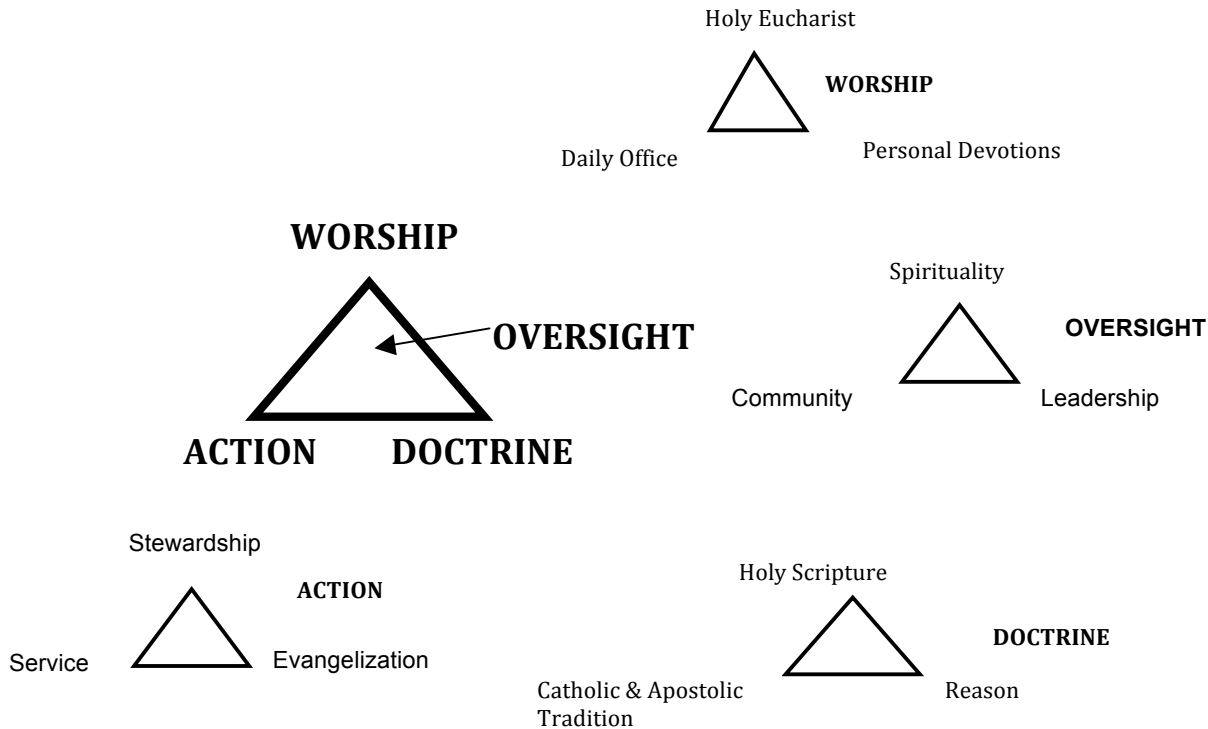 Holy Eucharist
WORSHIP
Daily Office
Personal Devotions
WORSHIP
OVERSIGHT
ACTION
DOCTRINE
Spirituality
OVERSIGHT
Community
Leadership
Stewardship
ACTION
Service
Evangelization
Holy Scripture
DOCTRINE
Catholic & Apostolic
Tradition
Reason